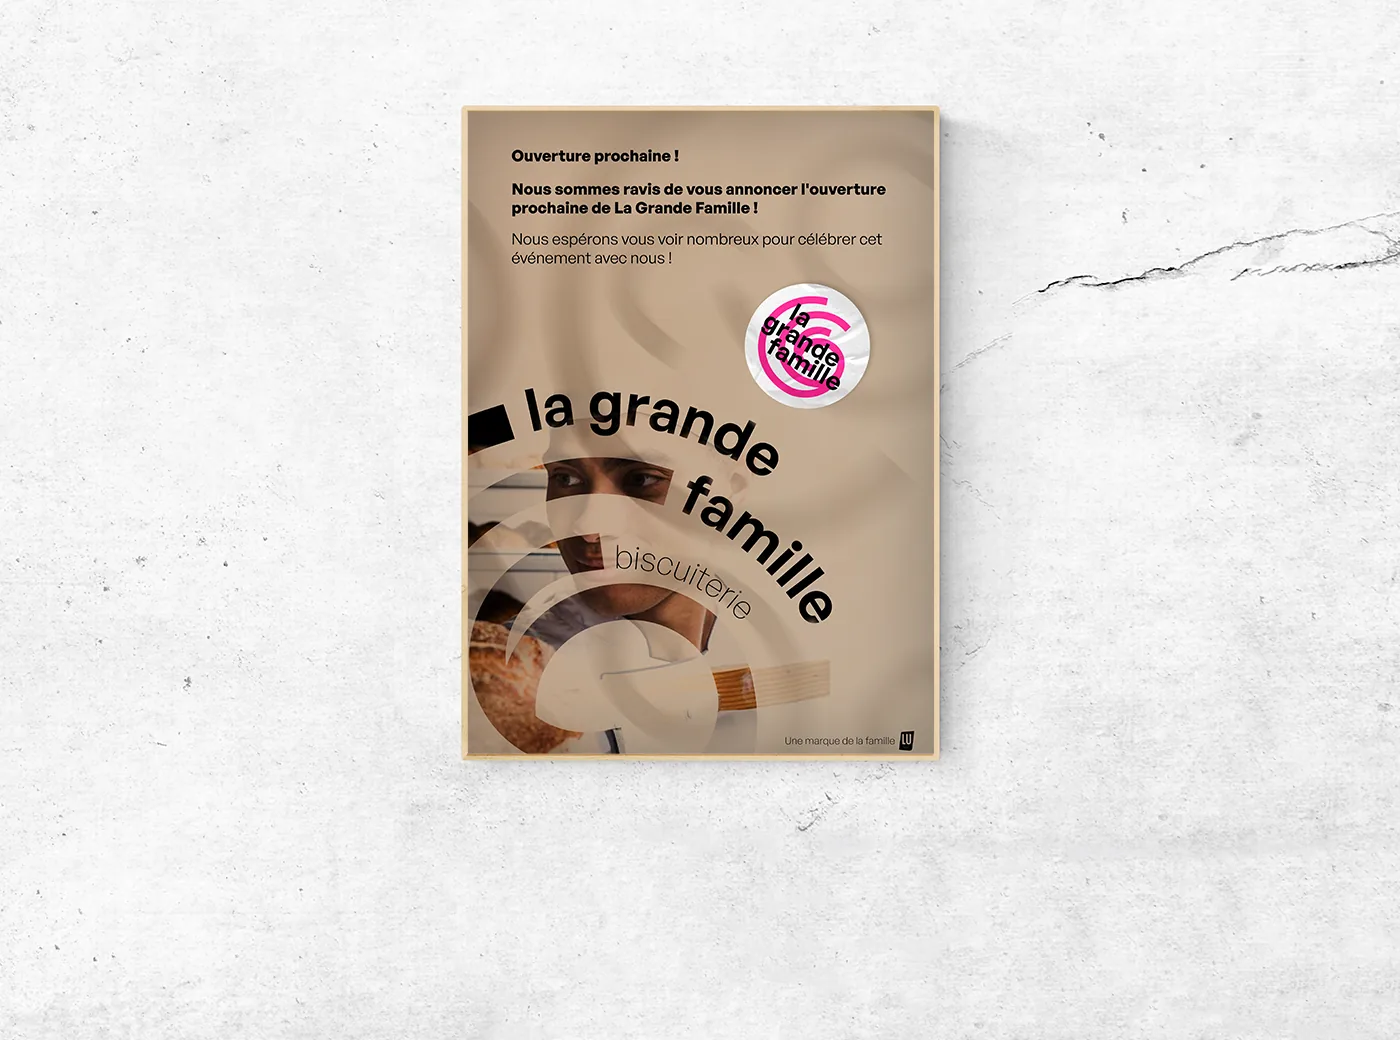 Ouverture prochaine !
Nous sommes ravis de vous annoncer l'ouverture
prochaine de La Grande Famille !
Nous espérons vous voir nombreux pour célébrer cet
événement avec nous !
la
grande
famille
la grande
famille
biscuiterie
Une marque de la famille LU